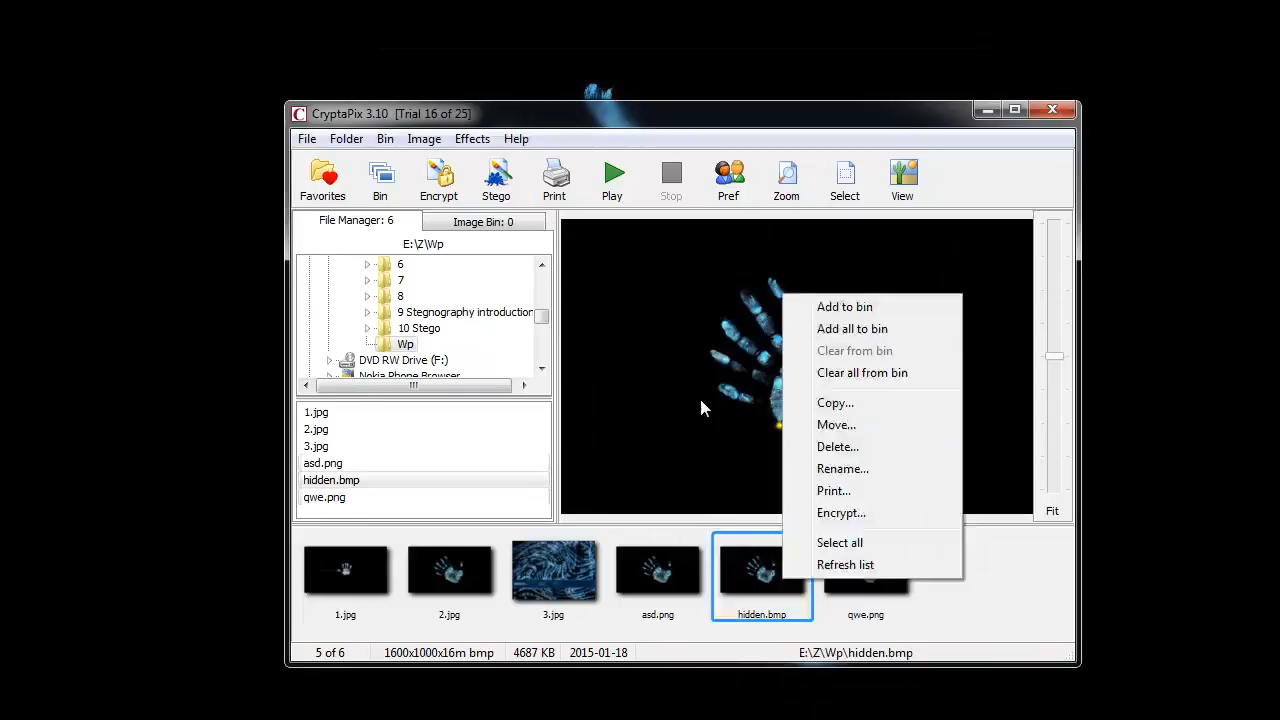 CryptaPix 3.10 [Trial 16 of 25]
File Folder Bin Image Effects Help
Favorites Bin Encrypt Stego Print Play Stop Pref Zoom Select View
File Manager: 6 Image Bin: 0
E:\Z\Wp
6
7
8
9 Stegnography introduction
10 Stego
Wp
DVD RW Drive (F:)
Nokia Phone Browser
1.jpg
2.jpg
3.jpg
asd.png
hidden.bmp
qwe.png
Add to bin
Add all to bin
Clear from bin
Clear all from bin
Copy...
Move...
Delete...
Rename...
Print...
Encrypt...
Select all
Refresh list
Fit
1.jpg 2.jpg 3.jpg asd.png hidden.bmp qwe.png
5 of 6 1600x1000x16m bmp 4687 KB 2015-01-18 E:\Z\Wp\hidden.bmp